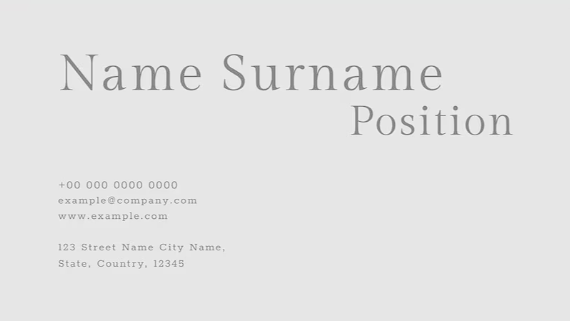 Name Surname
Position
+00 000 0000 0000
example@company.com
www.example.com
123 Street Name City Name,
State, Country, 12345